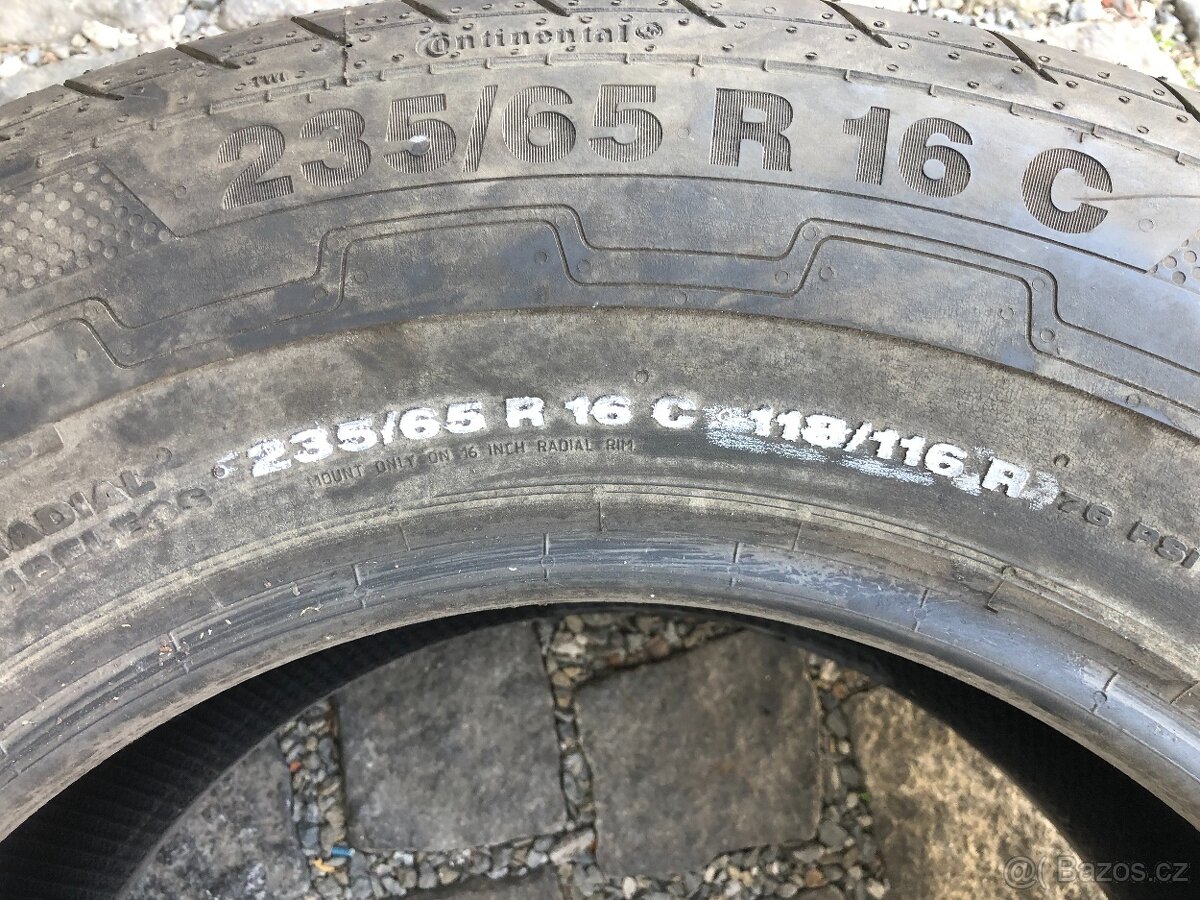 Continental
TWI
235/65 R 16 C
235/65 R 16 C 118/116 R 76 PSI
MOUNT ONLY ON 16 INCH RADIAL RIM
RADIAL
TUBELESS
Bazos.cz